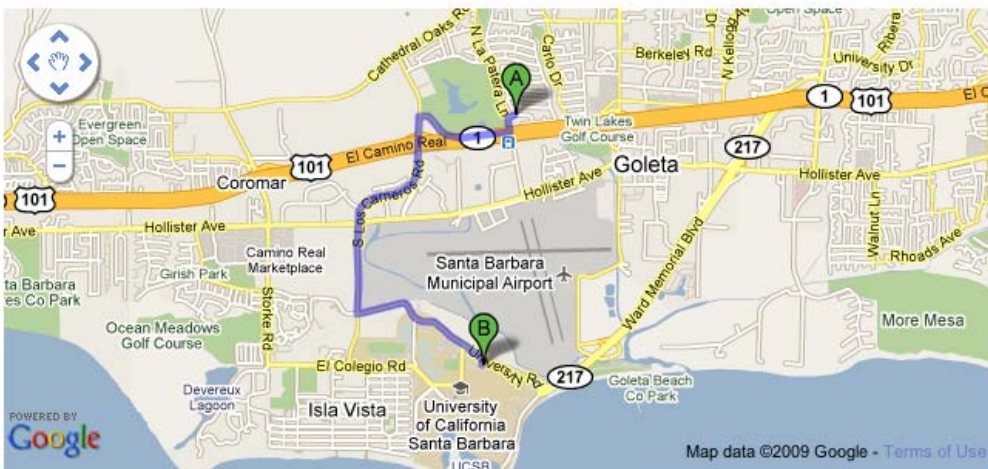 Cathedral Oaks Rd
N La Patera Ln
Carlo Dr
Berkeley Rd
N Kellogg
Open Space
University Dr
Ribera
A
1
101
El C
Evergreen
Open Space
Twin Lakes
Golf Course
1
217
101
El Camino Real
Coromar
Goleta
Hollister Ave
101
S Los Carneros Rd
Hollister Ave
r Ave
Hollister Ave
Walnut Ln
Rhoads Ave
Camino Real
Marketplace
Girish Park
Santa Barbara
Municipal Airport
Ward Memorial Blvd
ta Barbara
res Co Park
Storke Rd
Ocean Meadows
Golf Course
B
More Mesa
El Colegio Rd
University Rd
217
Goleta Beach
Co Park
Devereux
Lagoon
Isla Vista
University
of California
Santa Barbara
UCSB
POWERED BY
Google
Map data ©2009 Google - Terms of Use